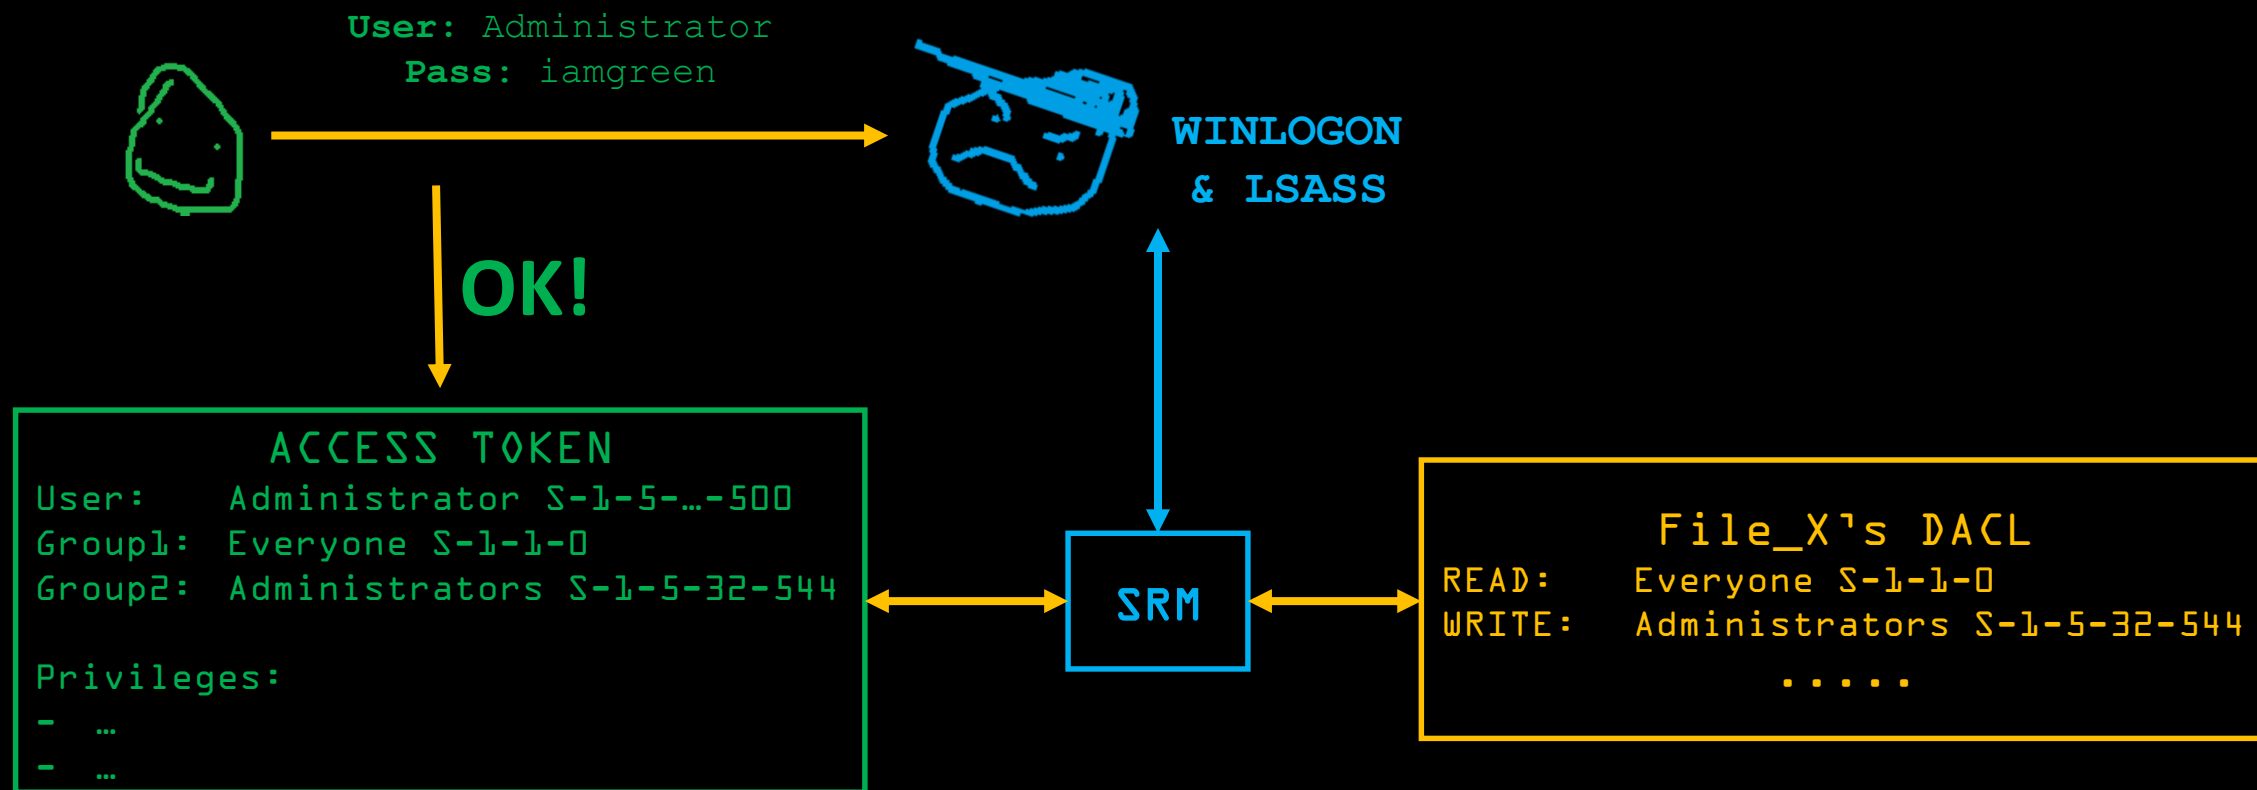 User: Administrator
Pass: iamgreen
WINLOGON
& LSASS
OK!
ACCESS TOKEN
User: Administrator S-1-5-…-500
Group1: Everyone S-1-1-0
Group2: Administrators S-1-5-32-544
Privileges:
- …
- …
SRM
File_X's DACL
READ: Everyone S-1-1-0
WRITE: Administrators S-1-5-32-544
.....